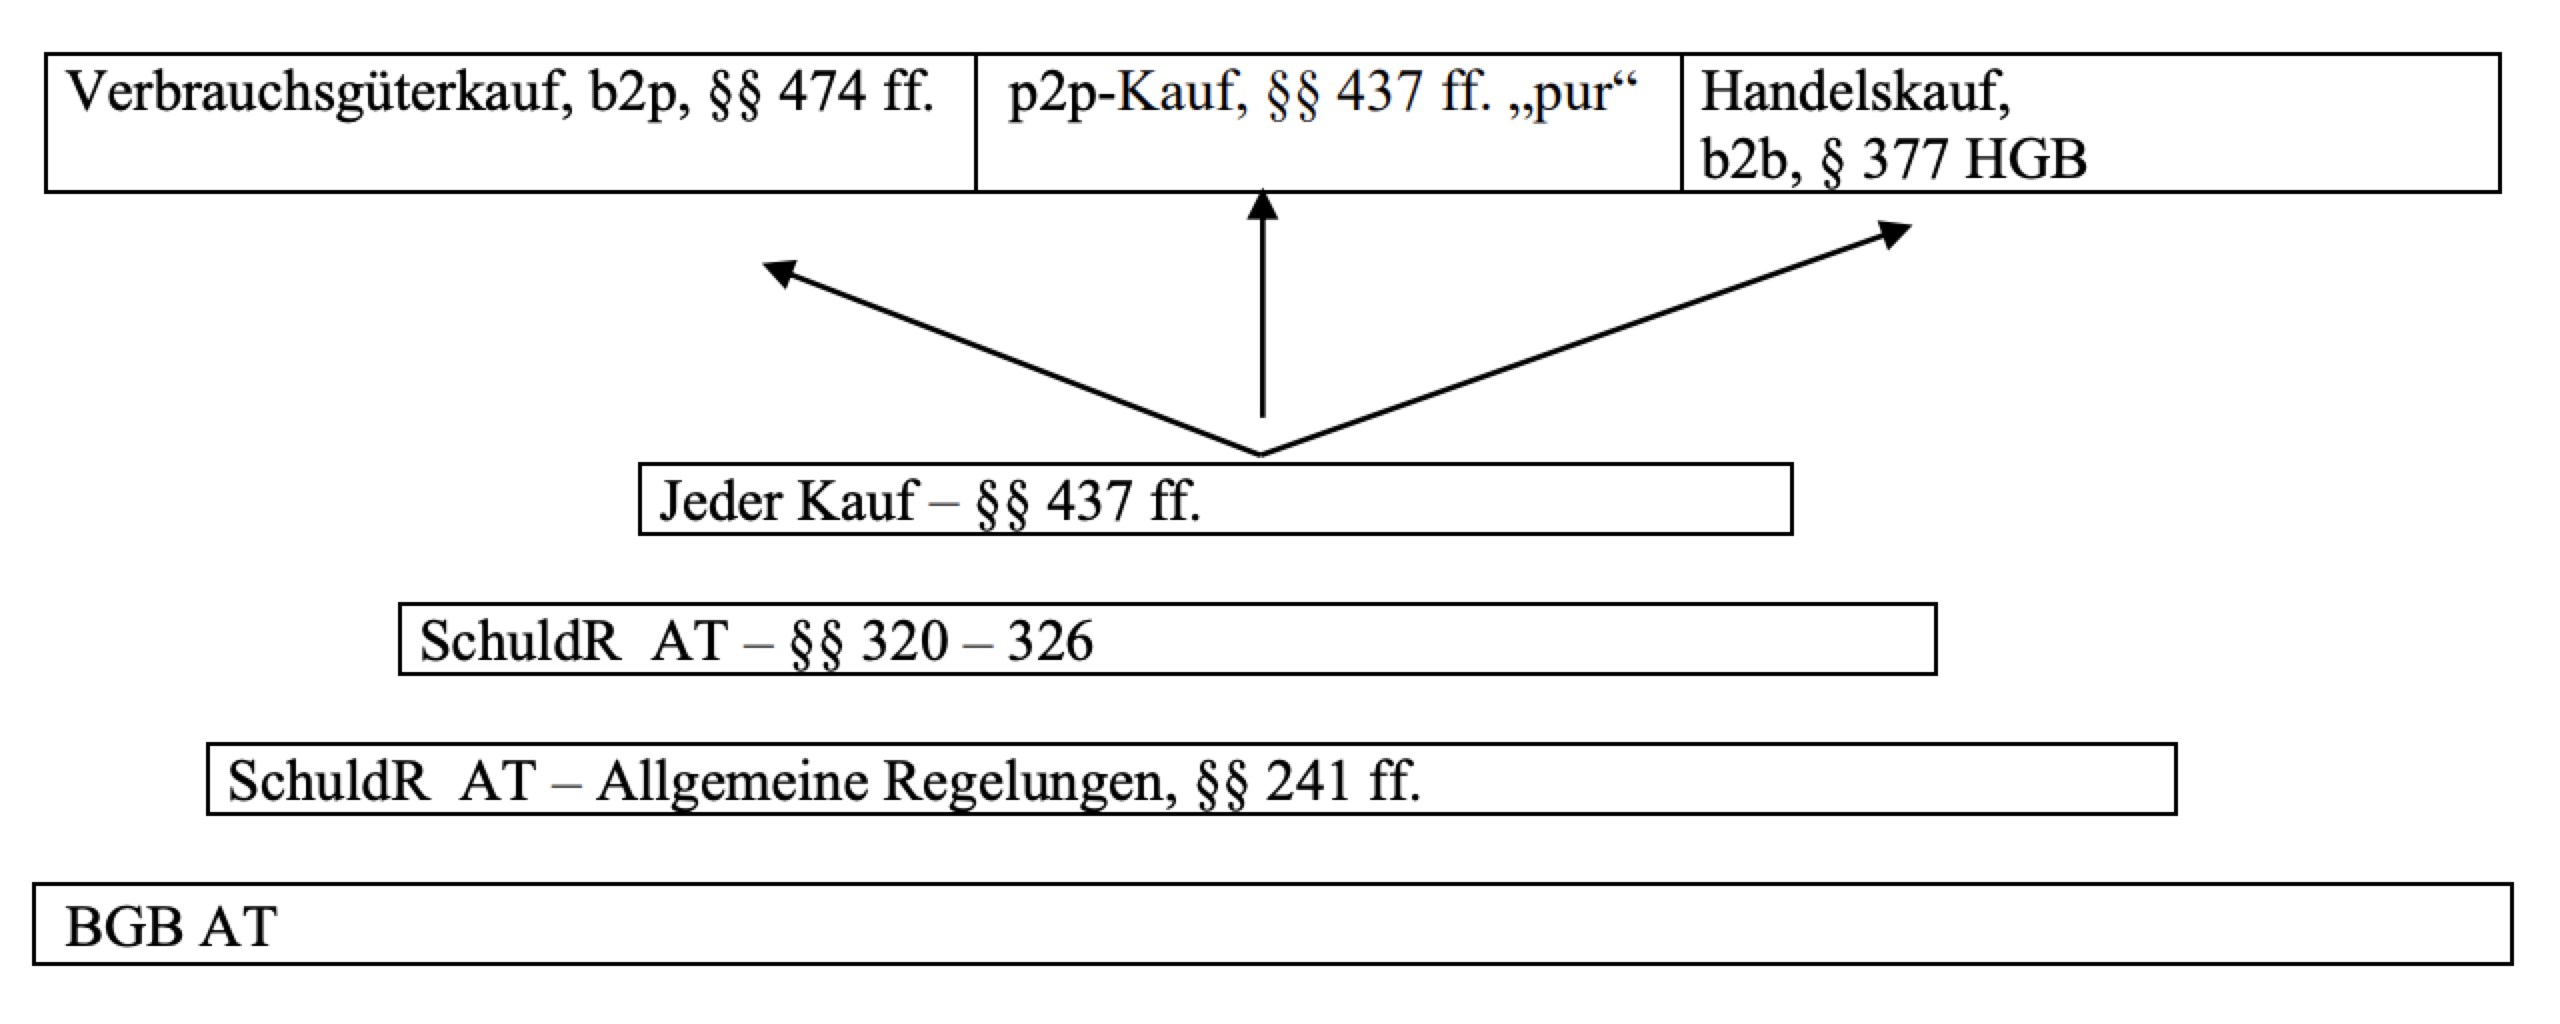 Verbrauchsgüterkauf, b2p, §§ 474 ff.
p2p-Kauf, §§ 437 ff. „pur“
Handelskauf,
b2b, § 377 HGB
Jeder Kauf – §§ 437 ff.
SchuldR AT – §§ 320 – 326
SchuldR AT – Allgemeine Regelungen, §§ 241 ff.
BGB AT